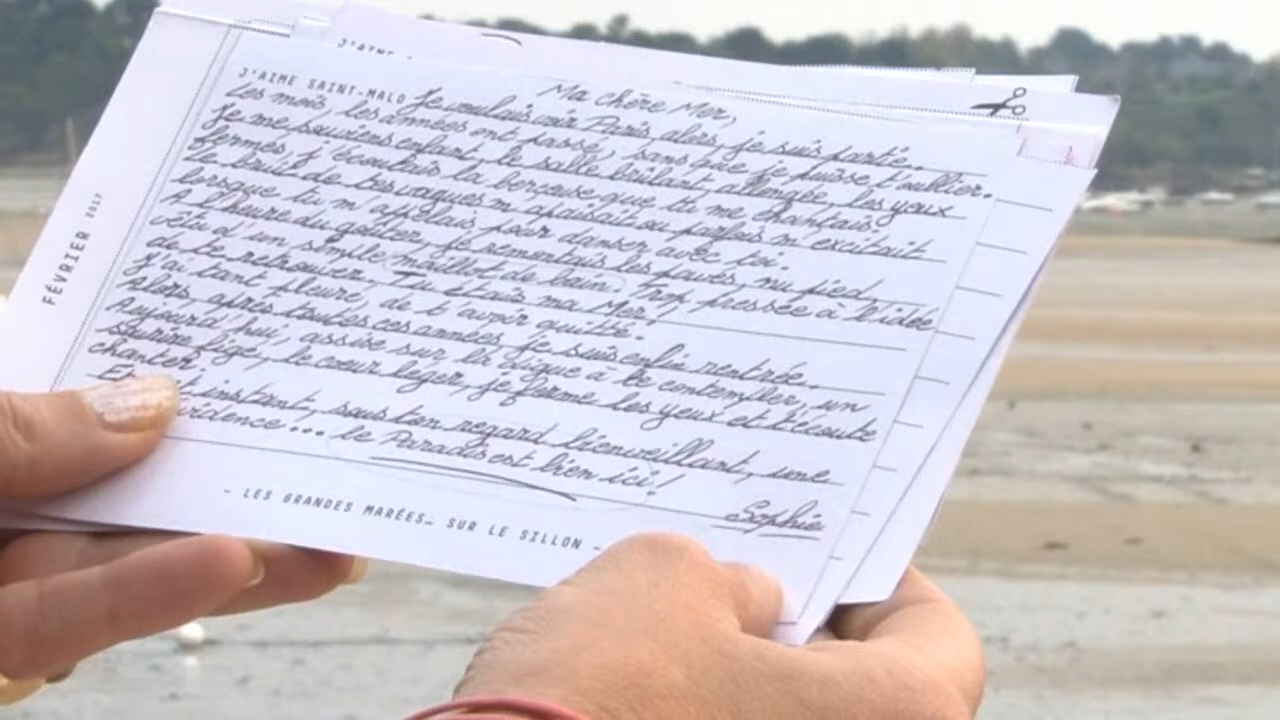 J'AIME
J'AIME SAINT-MALO
Ma chère Mer,
Je voulais voir Paris alors, je suis partie.
Les mois, les années ont passé, sans que je puisse t'oublier.
Je me souviens enfant, le sable brûlant allongée, les yeux
fermés, j'écoutais la berceuse que tu me chantais.
Le bruit de tes vagues m'apaisait ou parfois m'excitait
lorsque tu m'appelais pour danser avec toi.
A l'heure du goûter, je remontais les pavés, nu pied,
vêtu d'un simple maillot de bain. Trop pressée à l'idée
de te retrouver. Tu étais ma Mer.
J'ai tant pleuré, de t'avoir quitté.
Alors après toutes ces années je suis enfin rentrée.
Aujourd'hui, assise sur la digue à te contempler, un
sourire figé, le coeur léger, je ferme les yeux et t'écoute
chanter.
instant, sous ton regard bienveillant, une
vidence... le Paradis est bien ici!
Sophie
- LES GRANDES MARÉES… SUR LE SILLON -
FÉVRIER 2017